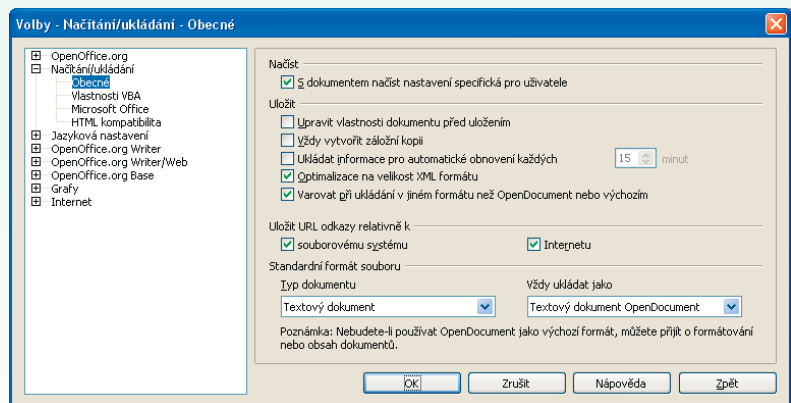 Volby - Načítání/ukládání - Obecné
OpenOffice.org
Načítání/ukládání
Obecné
Vlastnosti VBA
Microsoft Office
HTML kompatibilita
Jazyková nastavení
OpenOffice.org Writer
OpenOffice.org Writer/Web
OpenOffice.org Base
Grafy
Internet
Načíst
S dokumentem načíst nastavení specifická pro uživatele
Uložit
Upravit vlastnosti dokumentu před uložením
Vždy vytvořit záložní kopii
Ukládat informace pro automatické obnovení každých 15 minut
Optimalizace na velikost XML formátu
Varovat při ukládání v jiném formátu než OpenDocument nebo výchozím
Uložit URL odkazy relativně k
souborovému systému Internetu
Standardní formát souboru
Typ dokumentu Vždy ukládat jako
Textový dokument Textový dokument OpenDocument
Poznámka: Nebudete-li používat OpenDocument jako výchozí formát, můžete přijít o formátování
nebo obsah dokumentů.
OK Zrušit Nápověda Zpět